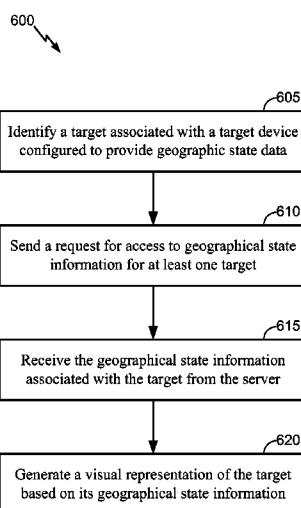 600
605
Identify a target associated with a target device
configured to provide geographic state data
610
Send a request for access to geographical state
information for at least one target
615
Receive the geographical state information
associated with the target from the server
620
Generate a visual representation of the target
based on its geographical state information